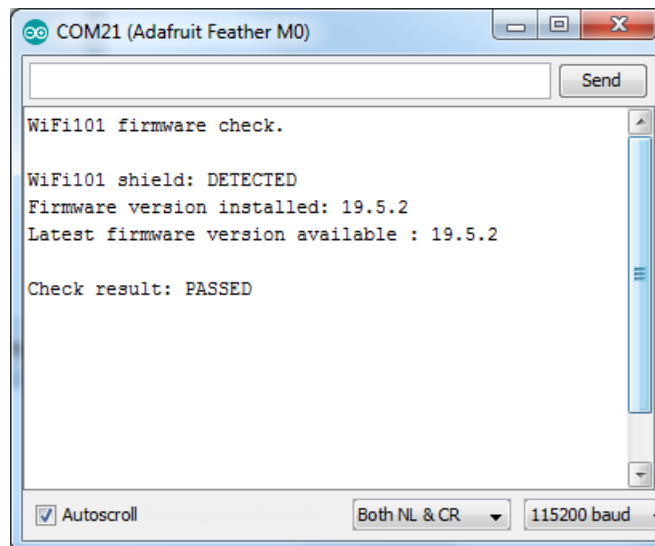 COM21 (Adafruit Feather M0)
Send
WiFi101 firmware check.
WiFi101 shield: DETECTED
Firmware version installed: 19.5.2
Latest firmware version available : 19.5.2
Check result: PASSED
Autoscroll
Both NL & CR
115200 baud